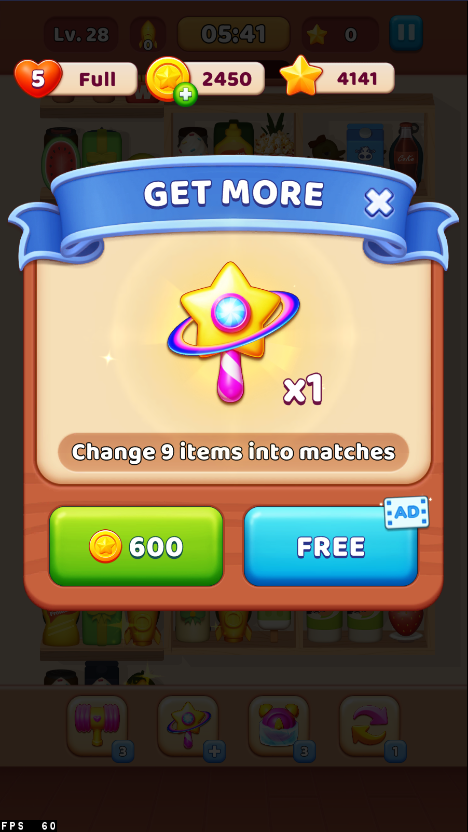 Lv. 28
0
05:41
0
5
Full
2450
4141
GET MORE
x1
Change 9 items into matches
AD
600
FREE
3
3
1
FPS 60